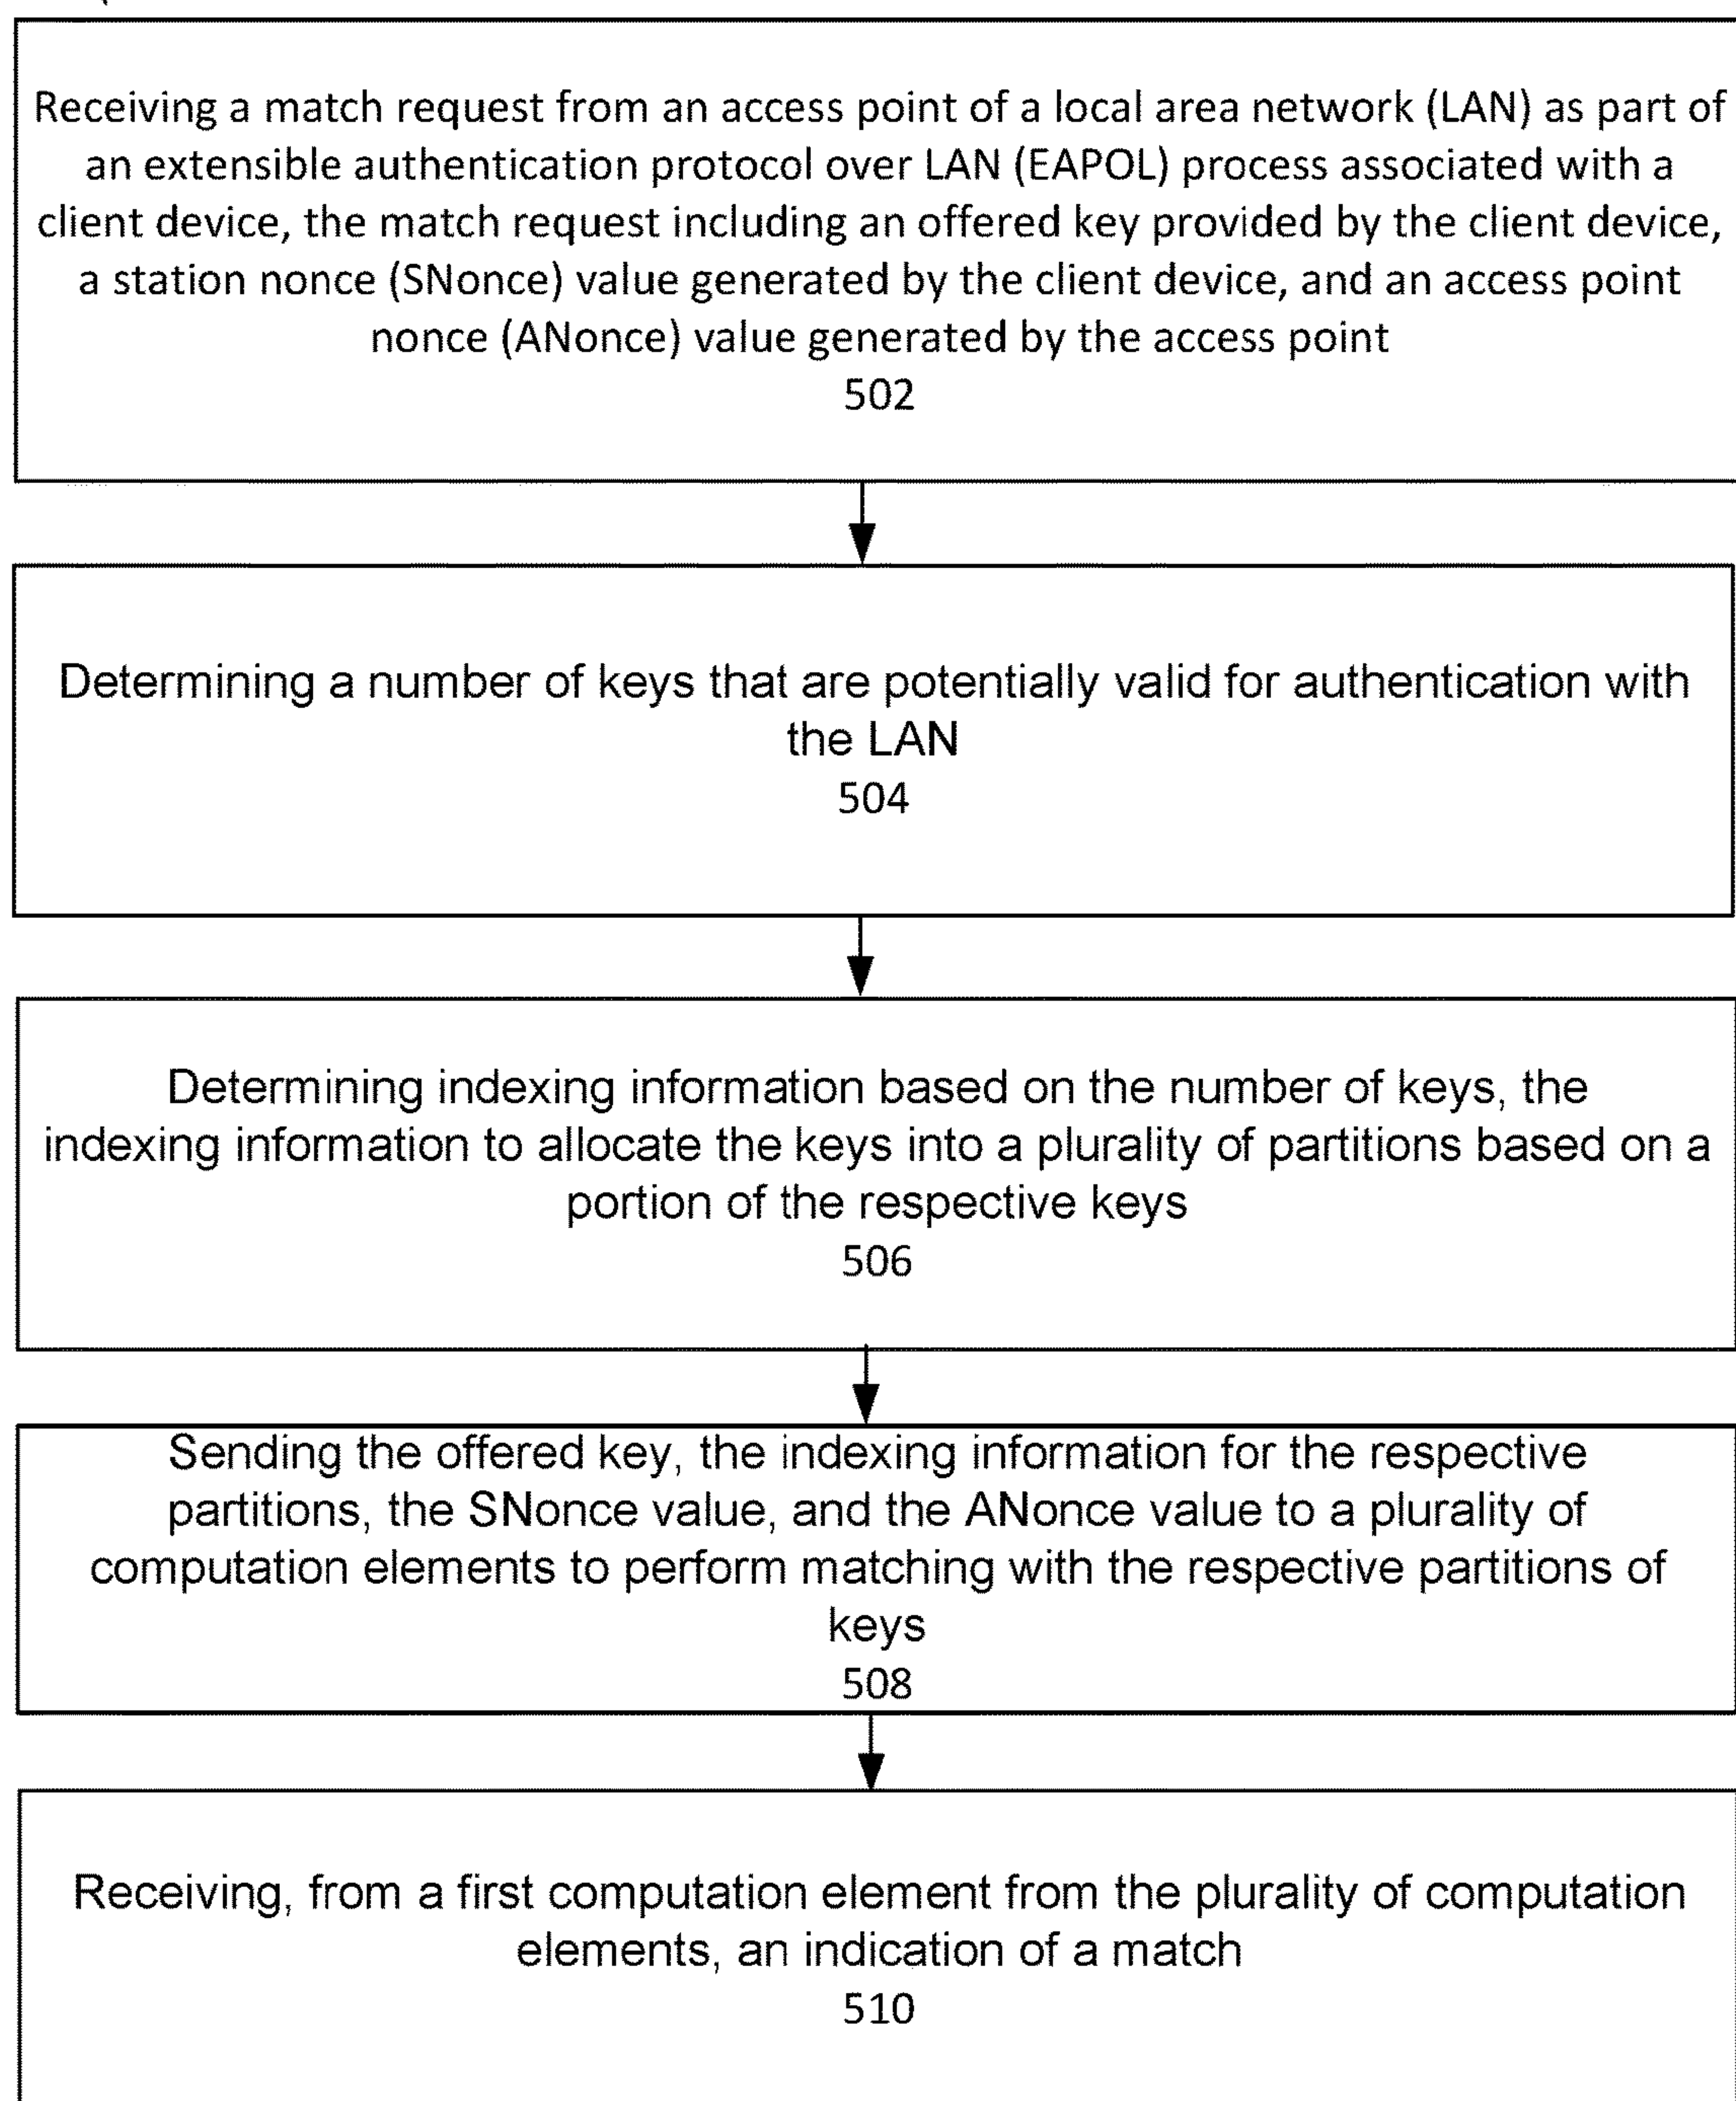 Receiving a match request from an access point of a local area network (LAN) as part of
an extensible authentication protocol over LAN (EAPOL) process associated with a
client device, the match request including an offered key provided by the client device,
a station nonce (SNonce) value generated by the client device, and an access point
nonce (ANonce) value generated by the access point
502
Determining a number of keys that are potentially valid for authentication with
the LAN
504
Determining indexing information based on the number of keys, the
indexing information to allocate the keys into a plurality of partitions based on a
portion of the respective keys
506
Sending the offered key, the indexing information for the respective
partitions, the SNonce value, and the ANonce value to a plurality of
computation elements to perform matching with the respective partitions of
keys
508
Receiving, from a first computation element from the plurality of computation
elements, an indication of a match
510